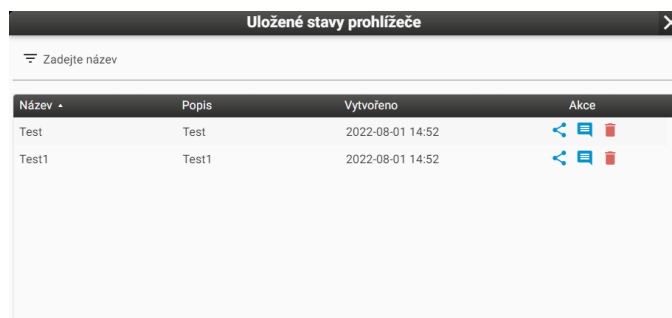 Uložené stavy prohlížeče
Zadejte název
Název Popis Vytvořeno Akce
Test Test 2022-08-01 14:52
Test1 Test1 2022-08-01 14:52